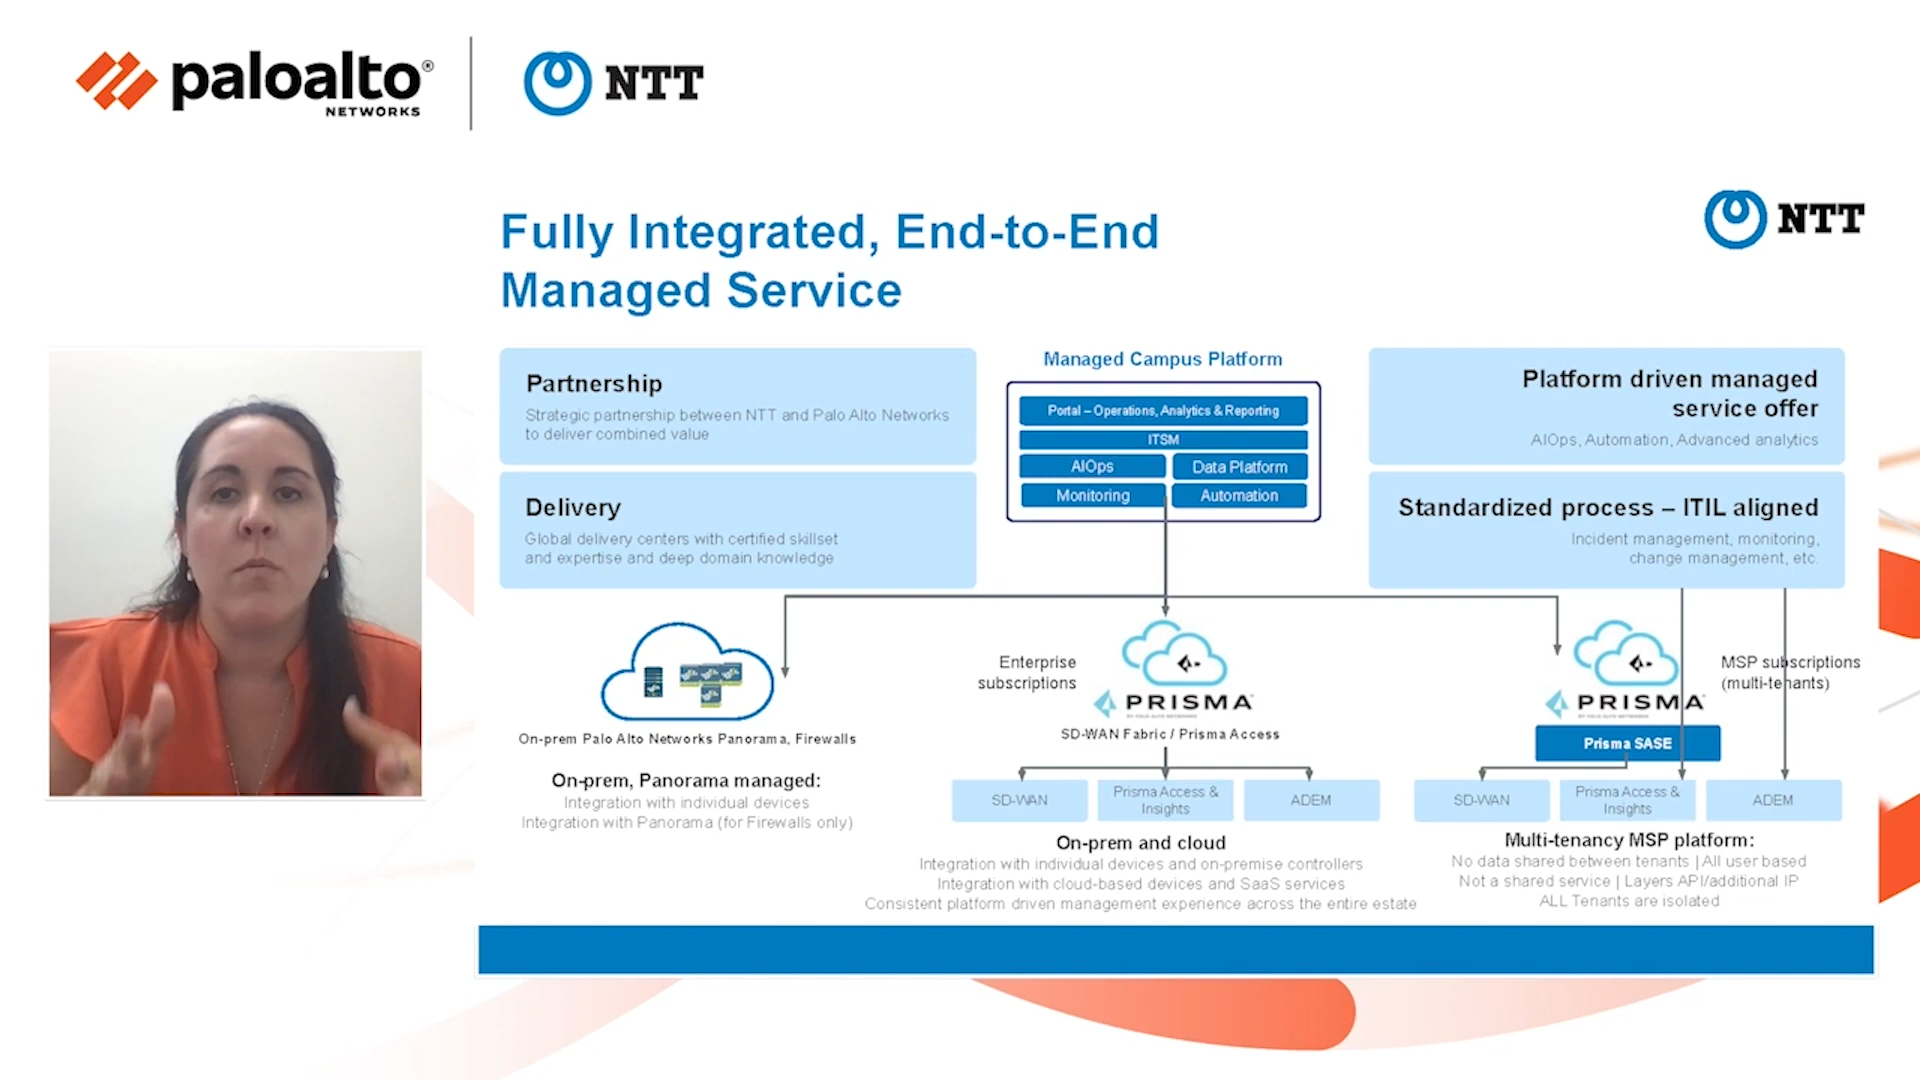 paloalto®
NETWORKS
NTT
NTT
Fully Integrated, End-to-End
Managed Service
Partnership
Strategic partnership between NTT and Palo Alto Networks
to deliver combined value
Delivery
Global delivery centers with certified skillset
and expertise and deep domain knowledge
Managed Campus Platform
Portal – Operations, Analytics & Reporting
ITSM
AIOps
Data Platform
Monitoring
Automation
Platform driven managed
service offer
AIOps, Automation, Advanced analytics
Standardized process – ITIL aligned
Incident management, monitoring,
change management, etc.
On-prem Palo Alto Networks Panorama, Firewalls
On-prem, Panorama managed:
Integration with individual devices
Integration with Panorama (for Firewalls only)
Enterprise
subscriptions
PRISMA
SD-WAN Fabric / Prisma Access
SD-WAN
Prisma Access &
Insights
ADEM
On-prem and cloud
Integration with individual devices and on-premise controllers
Integration with cloud-based devices and SaaS services
Consistent platform driven management experience across the entire estate
MSP subscriptions
(multi-tenants)
PRISMA
BY PALO ALTO NETWORKS
Prisma SASE
SD-WAN
Prisma Access &
Insights
ADEM
Multi-tenancy MSP platform:
No data shared between tenants | All user based
Not a shared service | Layers API/additional IP
ALL Tenants are isolated